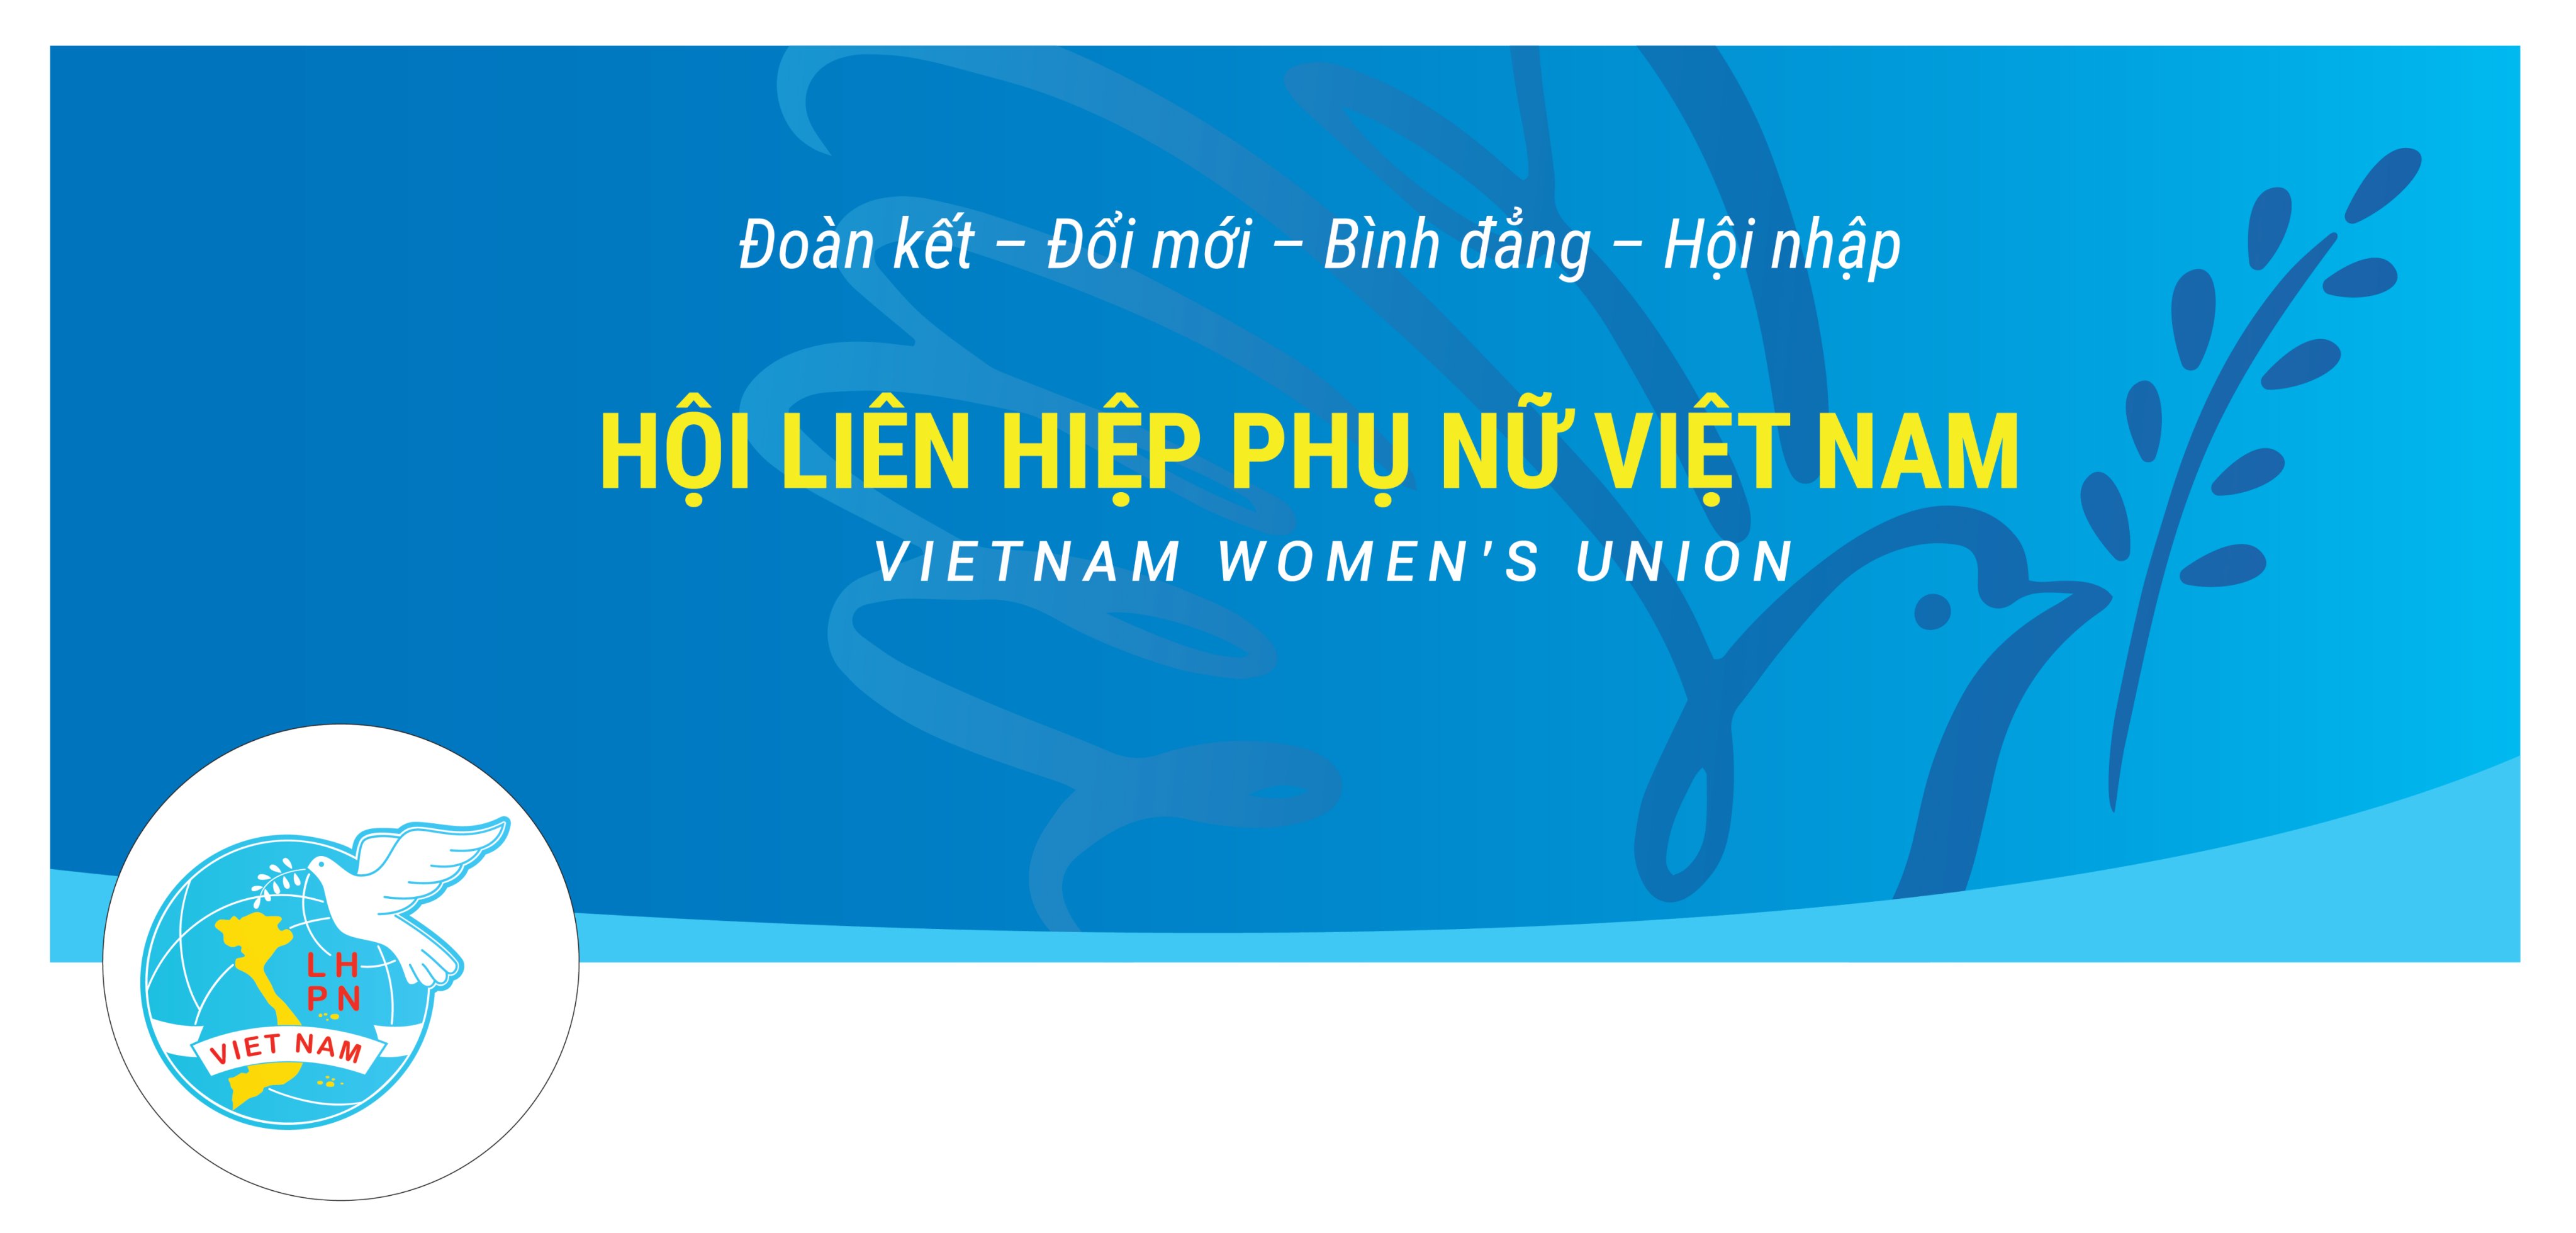 Đoàn kết – Đổi mới – Bình đẳng – Hội nhập
HỘI LIÊN HIỆP PHỤ NỮ VIỆT NAM
VIETNAM WOMEN'S UNION
LH
PN
VIET NAM